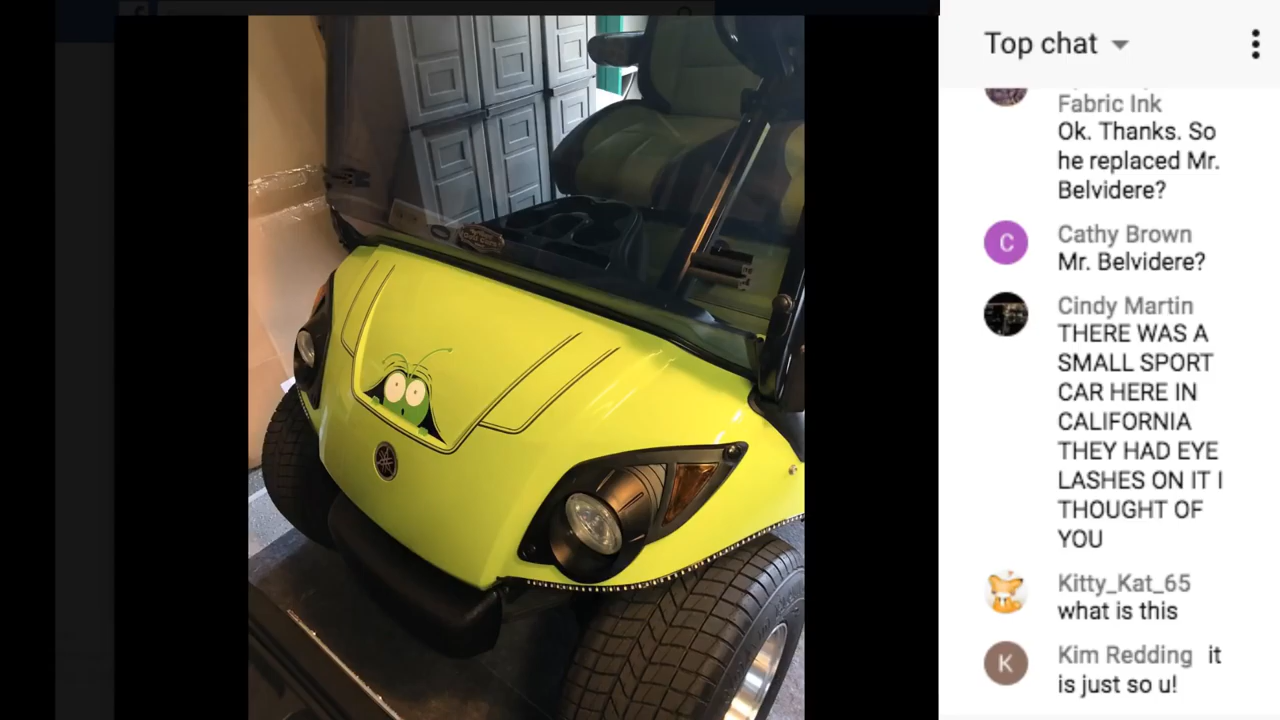 Top chat
Fabric Ink
Ok. Thanks. So
he replaced Mr.
Belvidere?
C
Cathy Brown
Mr. Belvidere?
Cindy Martin
THERE WAS A
SMALL SPORT
CAR HERE IN
CALIFORNIA
THEY HAD EYE
LASHES ON IT I
THOUGHT OF
YOU
Kitty_Kat_65
what is this
K
Kim Redding it
is just so u!